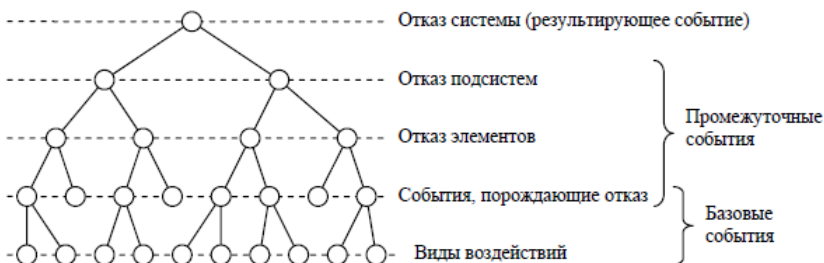 Отказ системы (результирующее событие)
Отказ подсистем
Промежуточные
события
Отказ элементов
События, порождающие отказ
Базовые
события
Виды воздействий